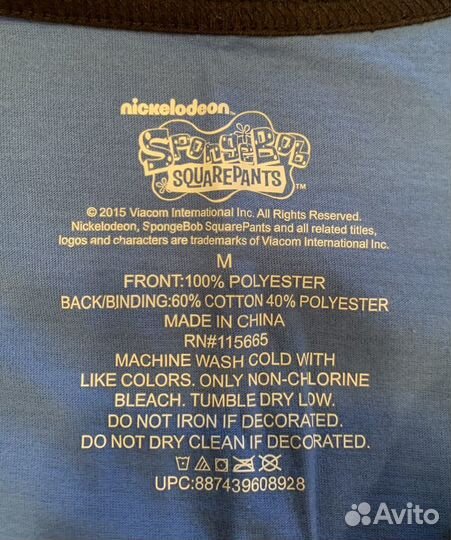 nickelodeon™
SPONGEBOB
SQUAREPANTS™
© 2015 Viacom International Inc. All Rights Reserved.
Nickelodeon, SpongeBob SquarePants and all related titles,
logos and characters are trademarks of Viacom International Inc.
M
FRONT:100% POLYESTER
BACK/BINDING:60% COTTON 40% POLYESTER
MADE IN CHINA
RN#115665
MACHINE WASH COLD WITH
LIKE COLORS. ONLY NON-CHLORINE
BLEACH. TUMBLE DRY LOW.
DO NOT IRON IF DECORATED.
DO NOT DRY CLEAN IF DECORATED.
UPC:887439608928
Avito